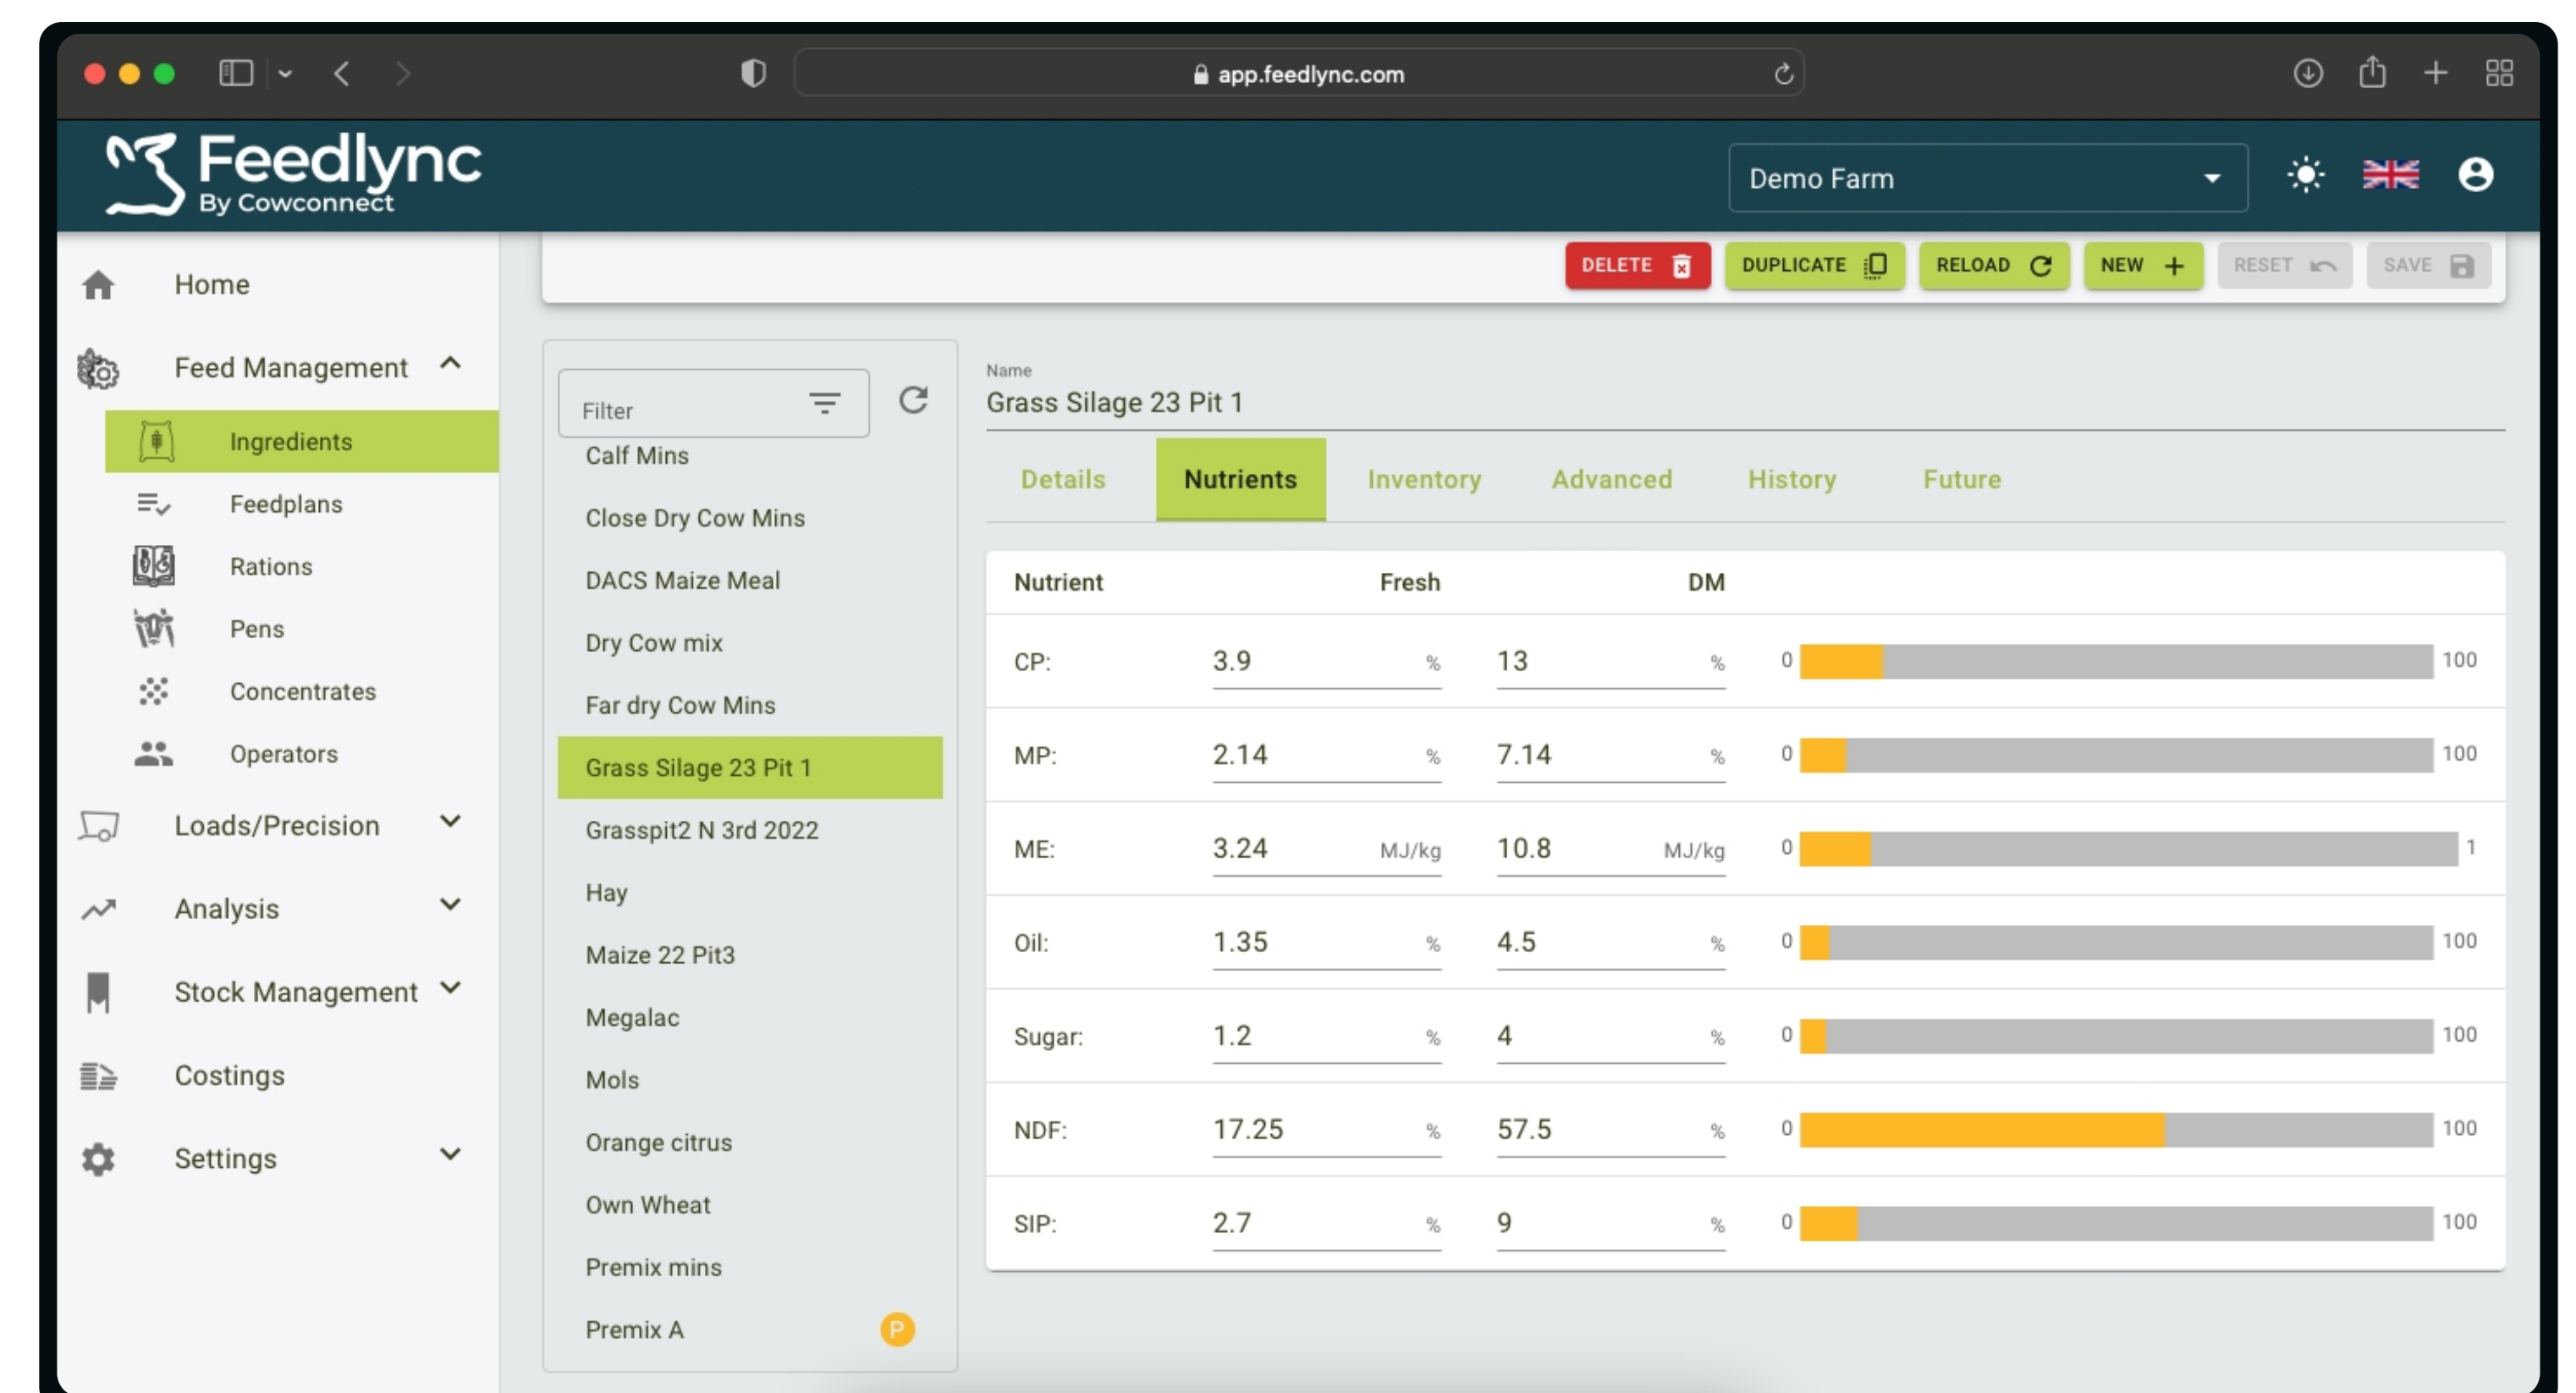 app.feedlync.com
Feedlync
By Cowconnect
Demo Farm
DELETE DUPLICATE RELOAD NEW RESET SAVE
Home
Feed Management
Ingredients
Feedplans
Rations
Pens
Concentrates
Operators
Loads/Precision
Analysis
Stock Management
Costings
Settings
Filter
Calf Mins
Close Dry Cow Mins
DACS Maize Meal
Dry Cow mix
Far dry Cow Mins
Grass Silage 23 Pit 1
Grasspit2 N 3rd 2022
Hay
Maize 22 Pit3
Megalac
Mols
Orange citrus
Own Wheat
Premix mins
Premix A P
Name
Grass Silage 23 Pit 1
Details Nutrients Inventory Advanced History Future
Nutrient Fresh DM
CP: 3.9 % 13 % 0 100
MP: 2.14 % 7.14 % 0 100
ME: 3.24 MJ/kg 10.8 MJ/kg 0 1
Oil: 1.35 % 4.5 % 0 100
Sugar: 1.2 % 4 % 0 100
NDF: 17.25 % 57.5 % 0 100
SIP: 2.7 % 9 % 0 100